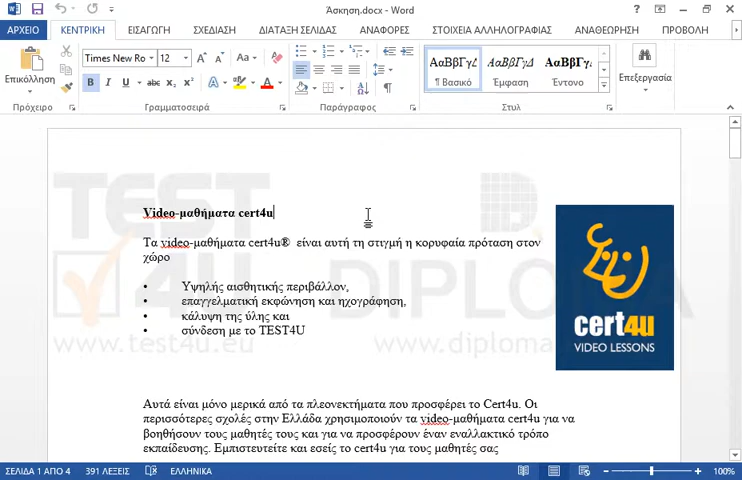 Άσκηση.docx - Word
ΑΡΧΕΙΟ ΚΕΝΤΡΙΚΗ ΕΙΣΑΓΩΓΗ ΣΧΕΔΙΑΣΗ ΔΙΑΤΑΞΗ ΣΕΛΙΔΑΣ ΑΝΑΦΟΡΕΣ ΣΤΟΙΧΕΙΑ ΑΛΛΗΛΟΓΡΑΦΙΑΣ ΑΝΑΘΕΩΡΗΣΗ ΠΡΟΒΟΛΗ
Times New Ro 12 Aa
ΑαΒβΓγΔ ΑαΒβΓγΔ ΑαΒβΓγ
Επικόλληση B I U abc x₂ x² A A
¶ Βασικό Έμφαση Έντονο Επεξεργασία
Πρόχειρο Γραμματοσειρά Παράγραφος Στυλ
TEST 4U DIPLOMA
www.test4u.eu www.diploma
Video-μαθήματα cert4u
Τα video-μαθήματα cert4u® είναι αυτή τη στιγμή η κορυφαία πρόταση στον
χώρο
• Υψηλής αισθητικής περιβάλλον,
• επαγγελματική εκφώνηση και ηχογράφηση,
• κάλυψη της ύλης και
• σύνδεση με το TEST4U
cert4u
VIDEO LESSONS
Αυτά είναι μόνο μερικά από τα πλεονεκτήματα που προσφέρει το Cert4u. Οι
περισσότερες σχολές στην Ελλάδα χρησιμοποιούν τα video-μαθήματα cert4u για να
βοηθήσουν τους μαθητές τους και για να προσφέρουν έναν εναλλακτικό τρόπο
εκπαίδευσης. Εμπιστευτείτε και εσείς το cert4u για τους μαθητές σας
ΣΕΛΙΔΑ 1 ΑΠΟ 4 391 ΛΕΞΕΙΣ ΕΛΛΗΝΙΚΑ 100%